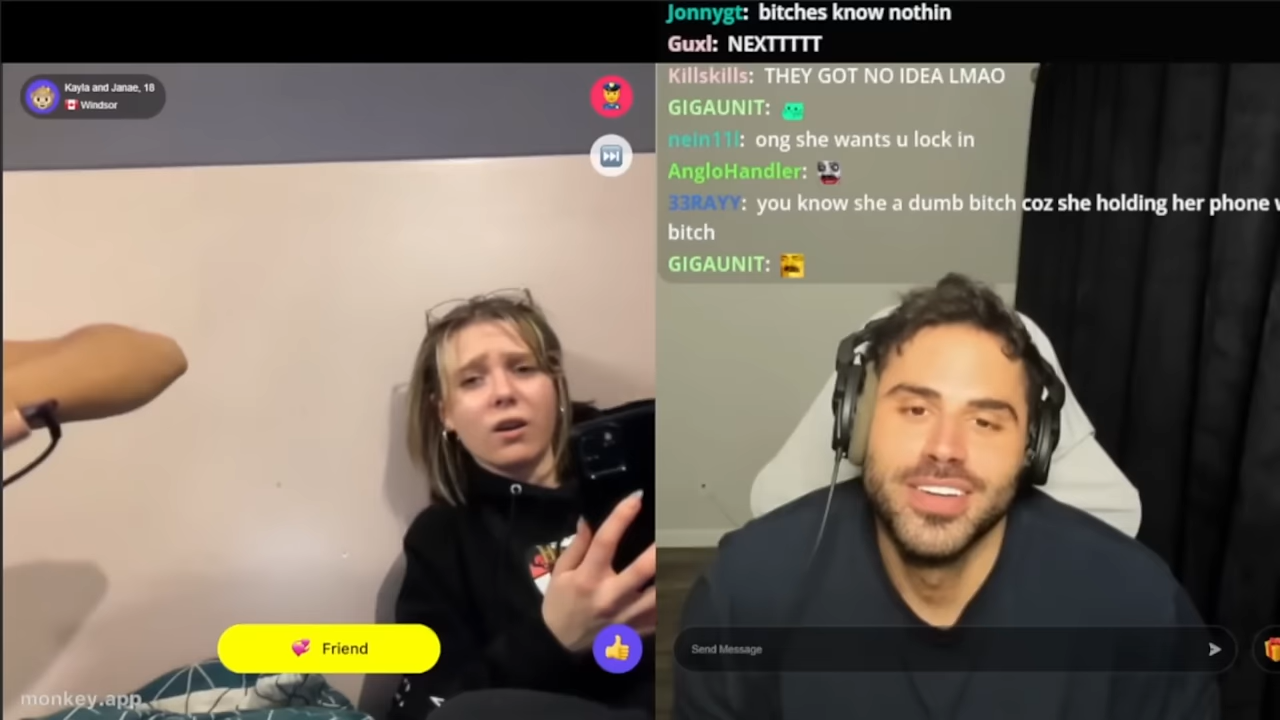 Kayla and Janae, 18
Windsor
Friend
monkey.app
Jonnygt: bitches know nothin
Guxl: NEXTTTTT
Killskills: THEY GOT NO IDEA LMAO
GIGAUNIT:
nein11l: ong she wants u lock in
AngloHandler:
33RAYY: you know she a dumb bitch coz she holding her phone
bitch
GIGAUNIT:
Send Message